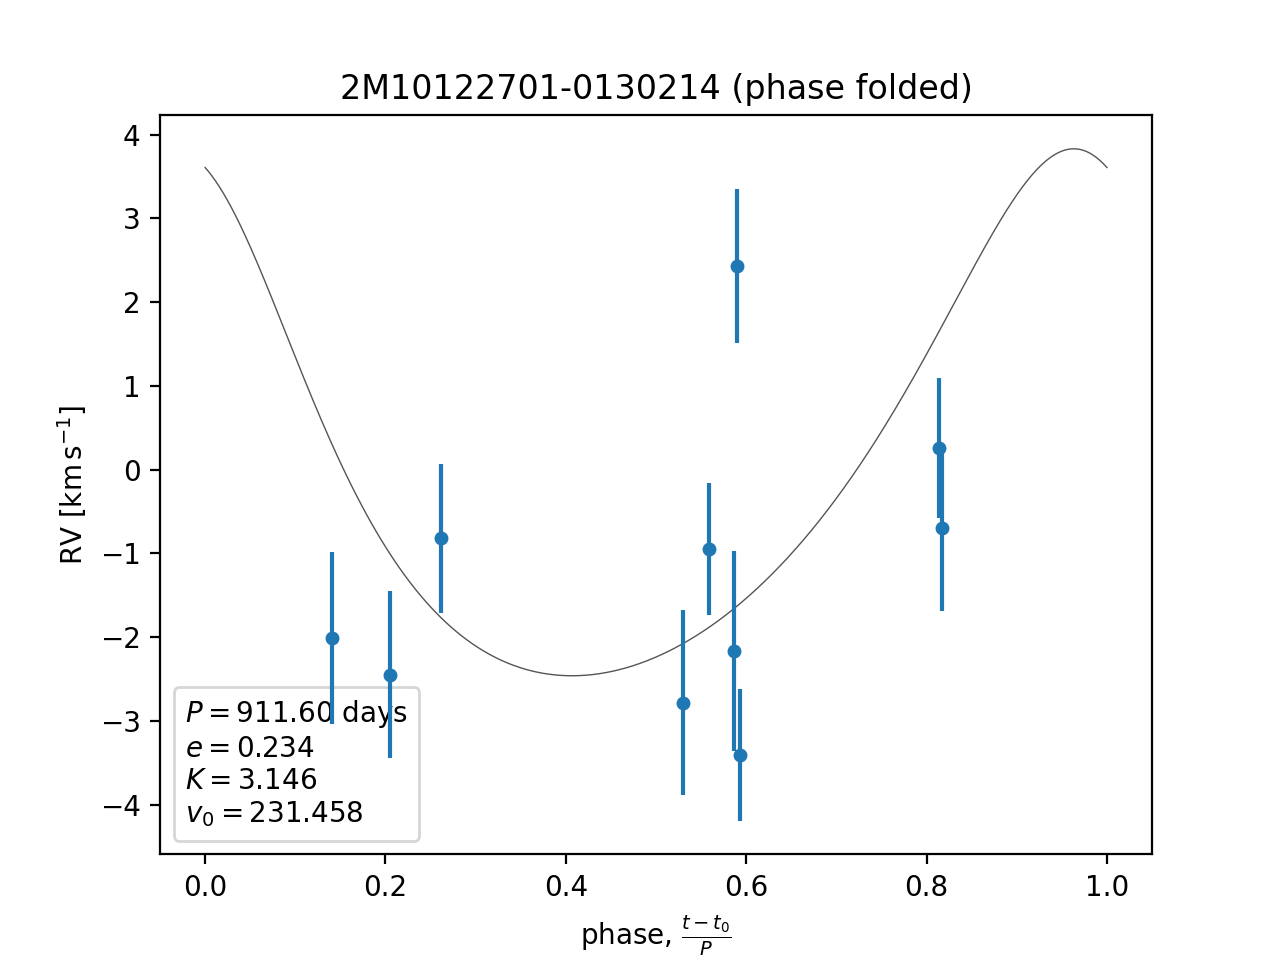 2M10122701-0130214 (phase folded)
4
3
2
1
0
−1
−2
−3
−4
RV [km s⁻¹]
P = 911.60 days
e = 0.234
K = 3.146
v₀ = 231.458
0.0 0.2 0.4 0.6 0.8 1.0
phase, \frac{t − t₀}{P}